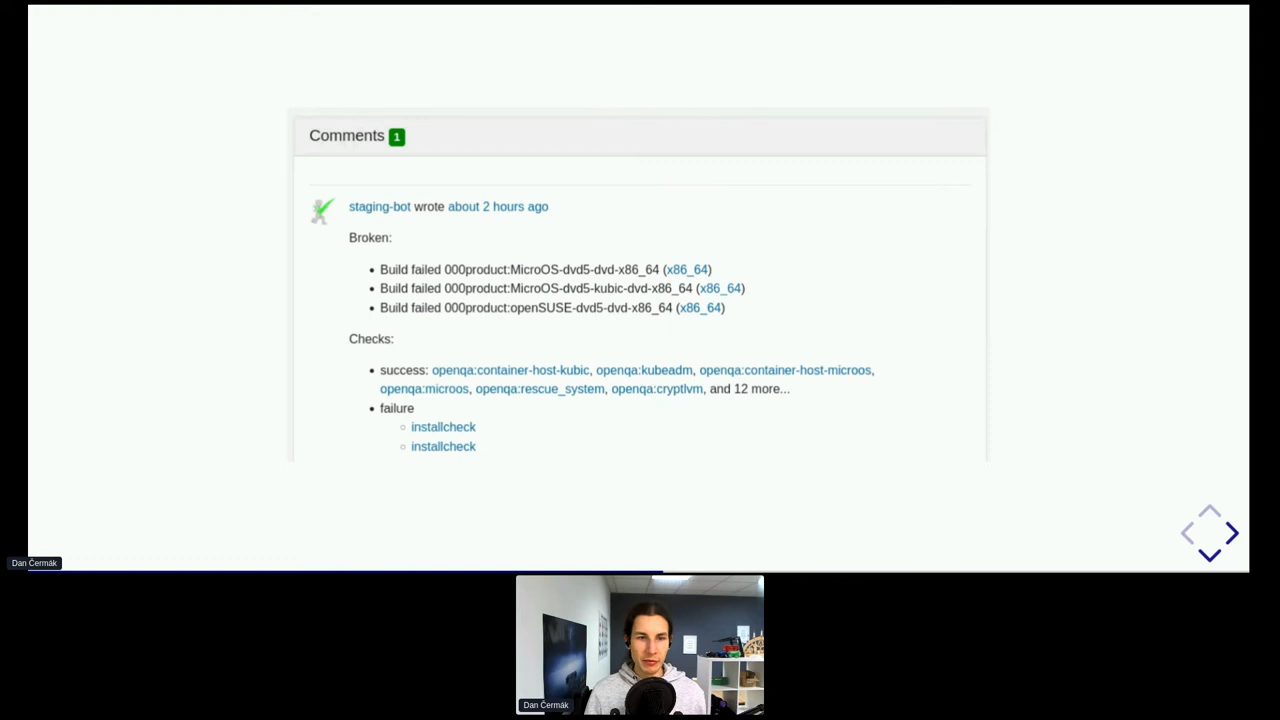 Comments 1
staging-bot wrote about 2 hours ago
Broken:
• Build failed 000product:MicroOS-dvd5-dvd-x86_64 (x86_64)
• Build failed 000product:MicroOS-dvd5-kubic-dvd-x86_64 (x86_64)
• Build failed 000product:openSUSE-dvd5-dvd-x86_64 (x86_64)
Checks:
• success: openqa:container-host-kubic, openqa:kubeadm, openqa:container-host-microos,
openqa:microos, openqa:rescue_system, openqa:cryptlvm, and 12 more...
• failure
○ installcheck
○ installcheck
Dan Čermák
Dan Čermák